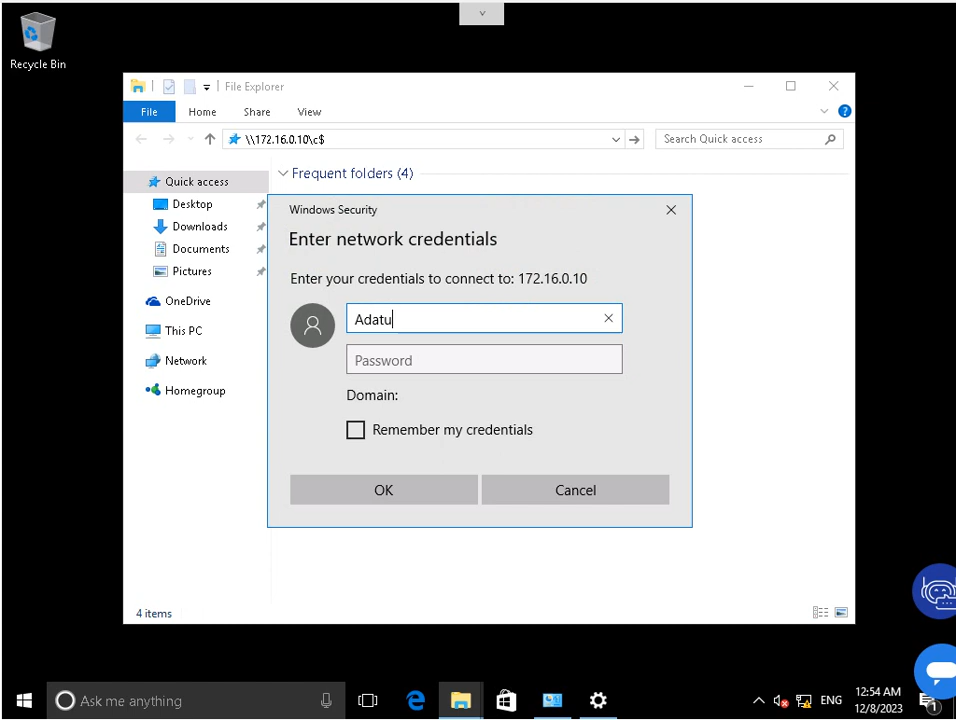 Recycle Bin
File Explorer
File Home Share View
\\172.16.0.10\c$
Search Quick access
Quick access
Desktop
Downloads
Documents
Pictures
OneDrive
This PC
Network
Homegroup
Frequent folders (4)
Windows Security
Enter network credentials
Enter your credentials to connect to: 172.16.0.10
Adatu
Password
Domain:
Remember my credentials
OK Cancel
4 items
Ask me anything
ENG
12:54 AM
12/8/2023
1